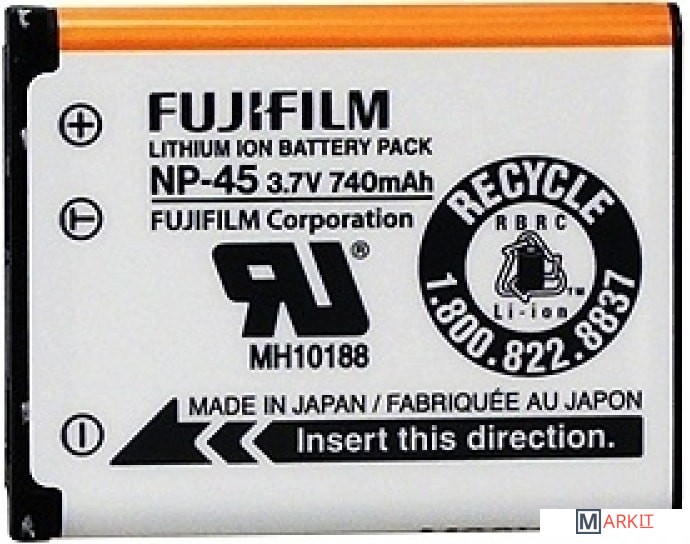 FUJIFILM
LITHIUM ION BATTERY PACK
NP-45 3.7V 740mAh
FUJIFILM Corporation
RECYCLE
RBRC
Li-ion
TM
1.800.822.8837
®
MH10188
MADE IN JAPAN / FABRIQUÉE AU JAPON
Insert this direction.
MARKIT